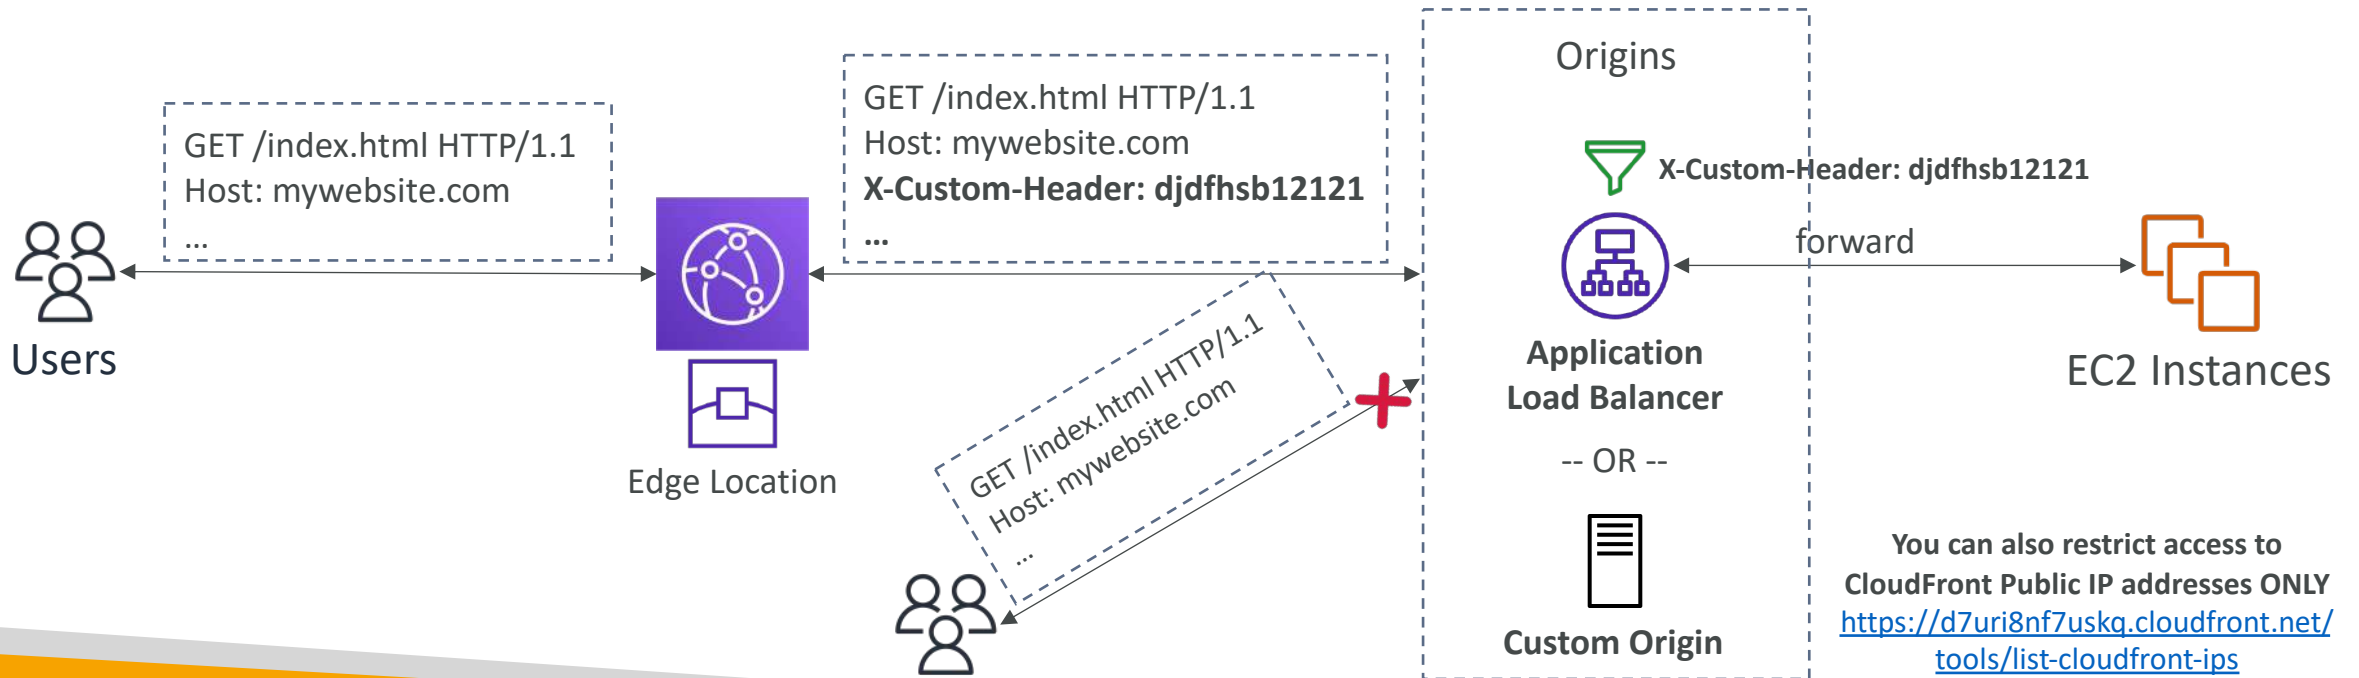 GET /index.html HTTP/1.1
Host: mywebsite.com
...
Users
GET /index.html HTTP/1.1
Host: mywebsite.com
X-Custom-Header: djdfhsb12121
...
Edge Location
GET /index.html HTTP/1.1
Host: mywebsite.com
...
Origins
X-Custom-Header: djdfhsb12121
forward
Application
Load Balancer
-- OR --
Custom Origin
EC2 Instances
You can also restrict access to
CloudFront Public IP addresses ONLY
https://d7uri8nf7uskq.cloudfront.net/
tools/list-cloudfront-ips